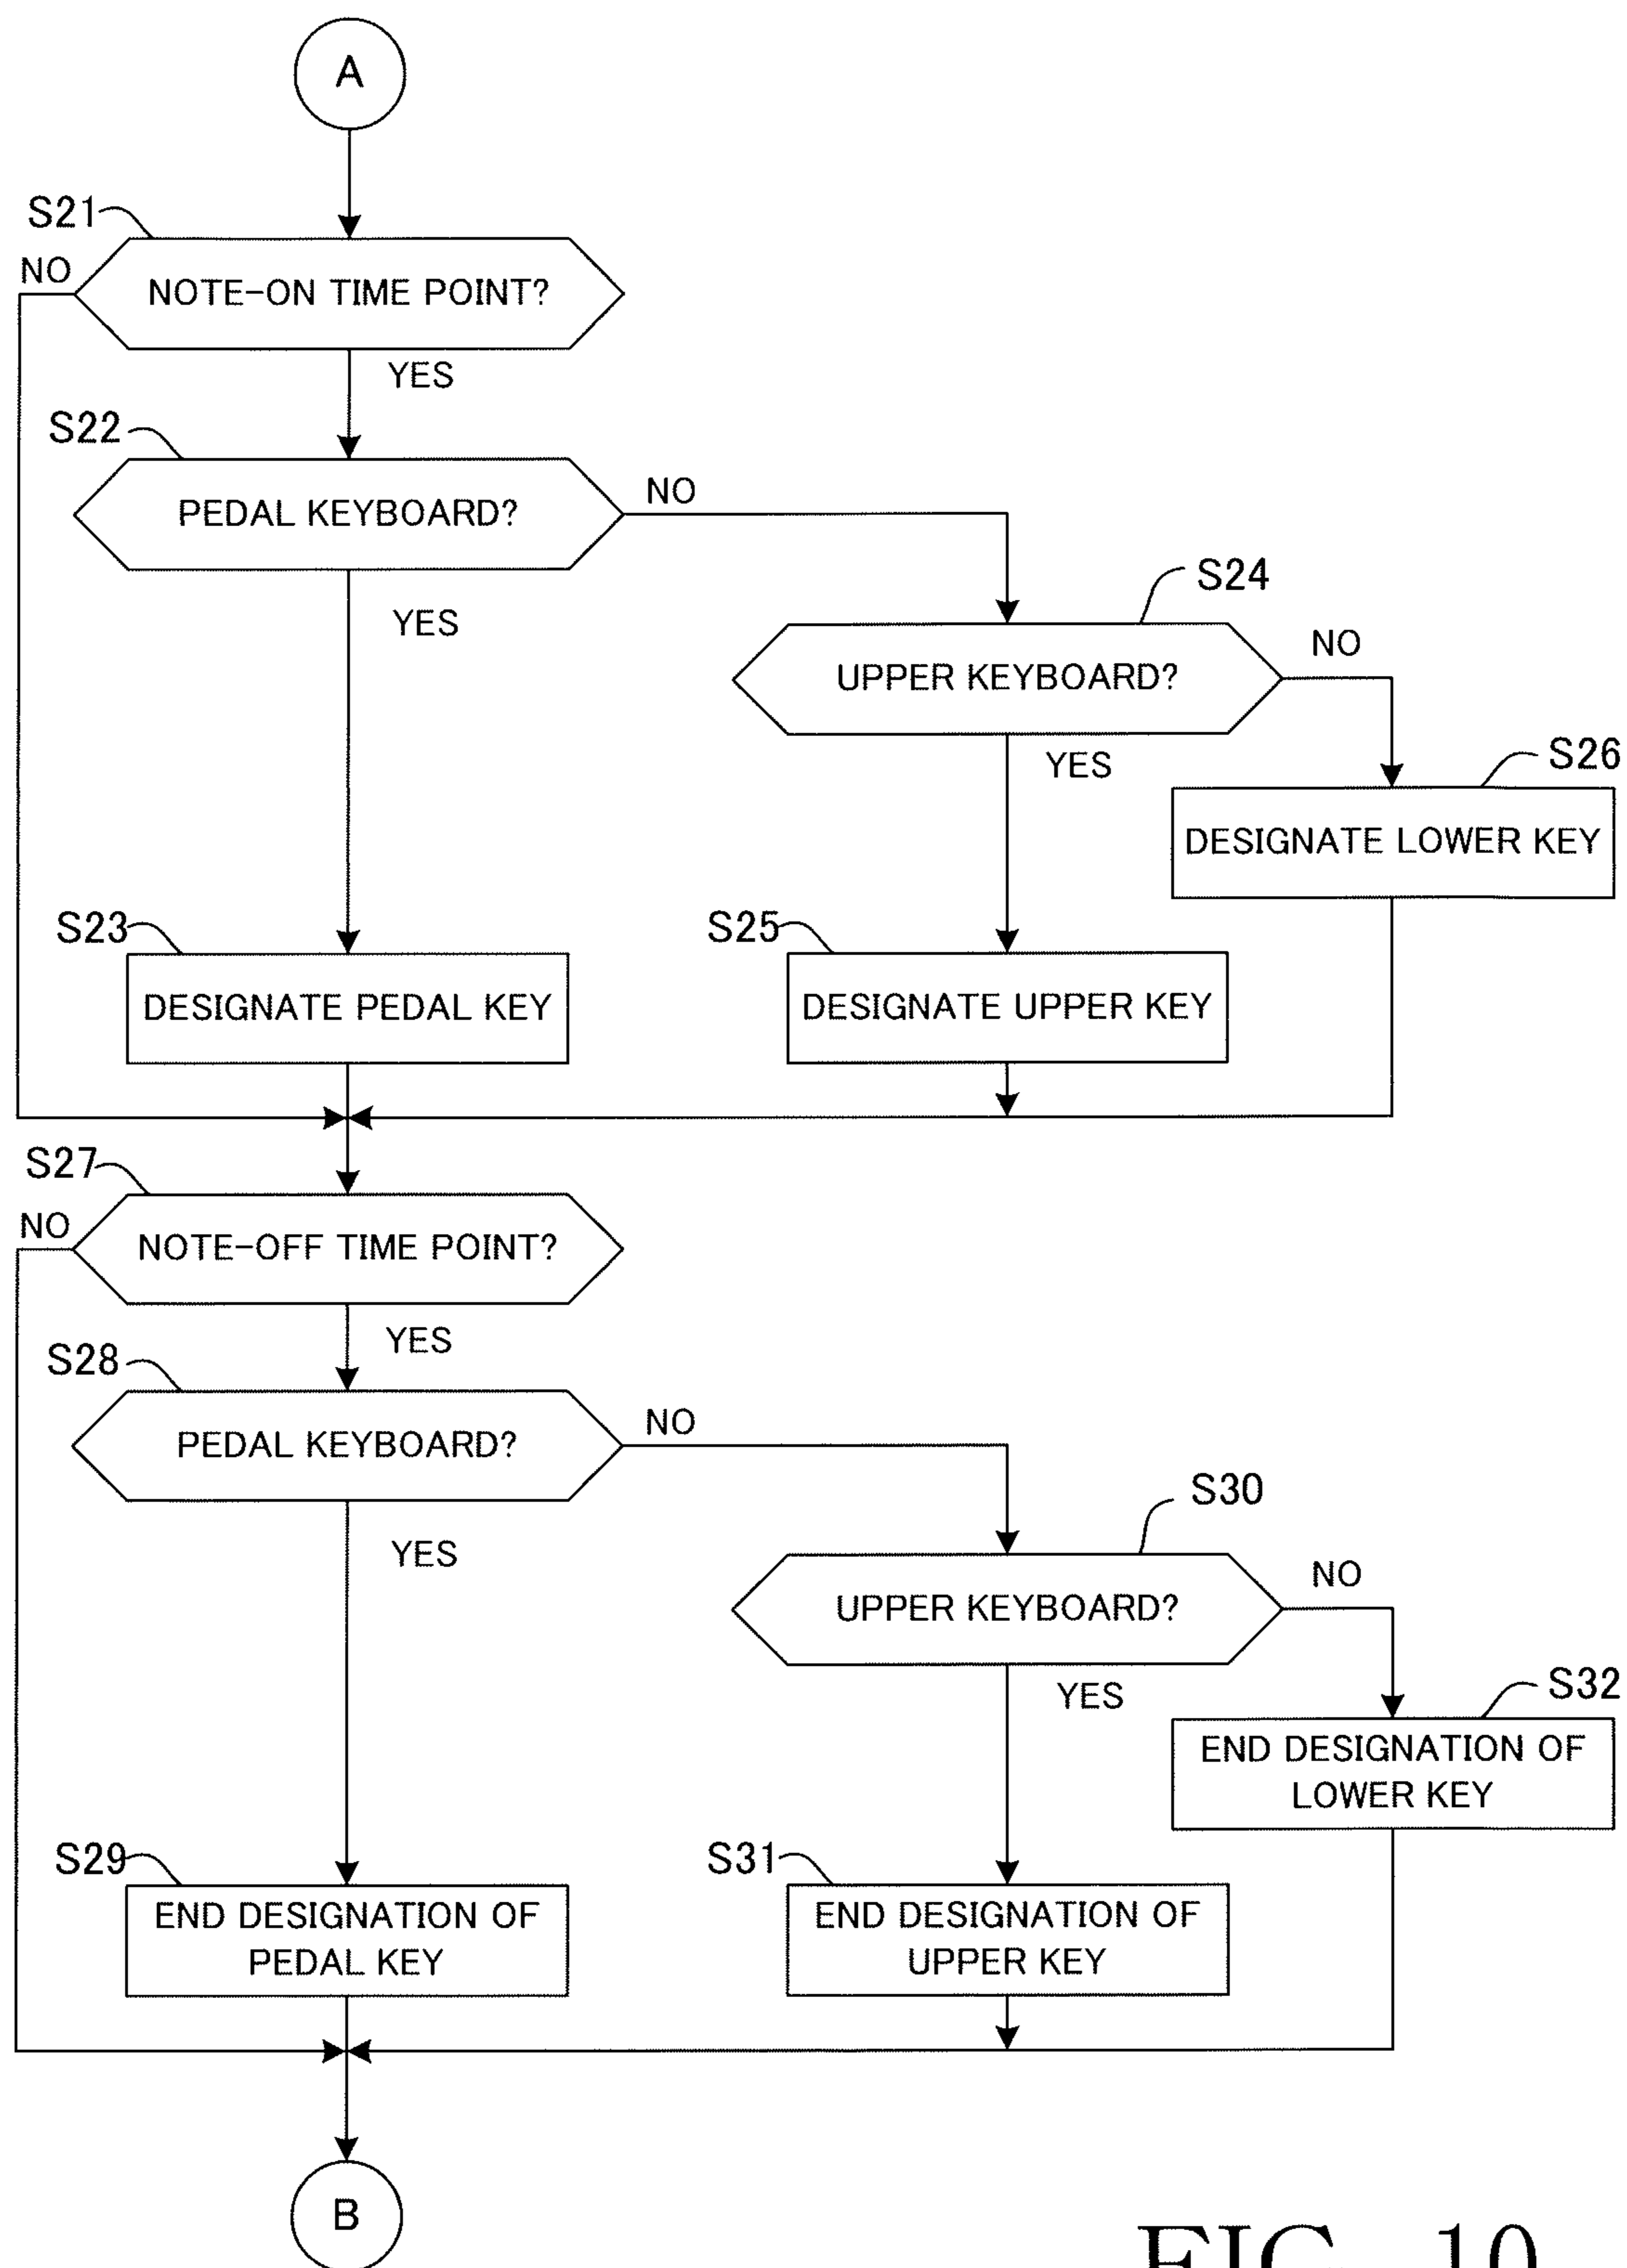 A
S21
NO
NOTE-ON TIME POINT?
YES
S22
PEDAL KEYBOARD?
NO
YES
S24
UPPER KEYBOARD?
NO
YES
S26
DESIGNATE LOWER KEY
S23
DESIGNATE PEDAL KEY
S25
DESIGNATE UPPER KEY
S27
NO
NOTE-OFF TIME POINT?
YES
S28
PEDAL KEYBOARD?
NO
YES
S30
UPPER KEYBOARD?
NO
YES
S32
END DESIGNATION OF
LOWER KEY
S29
END DESIGNATION OF
PEDAL KEY
S31
END DESIGNATION OF
UPPER KEY
B
FIG. 10